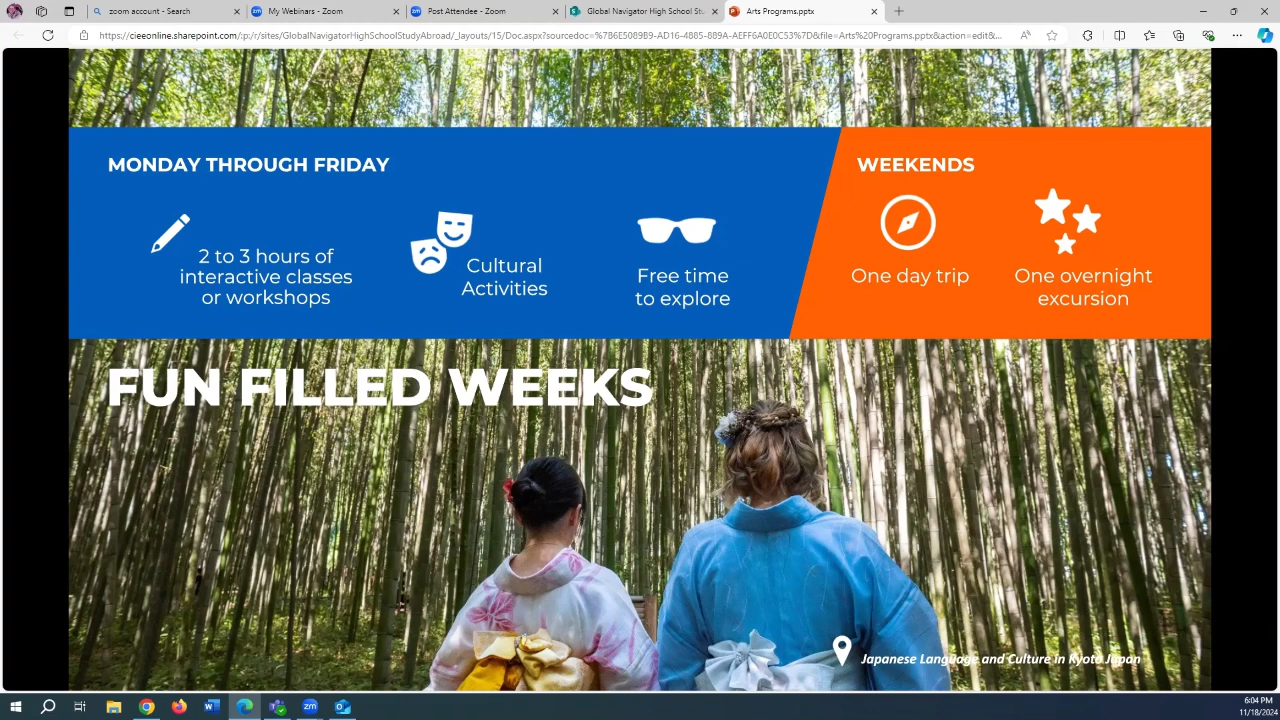 zoom account - Search
My Webinars - Zoom
Post Attendee - Zoom
Global Navigator High School Stu
Arts Programs.pptx
https://cieeonline.sharepoint.com/:p:/r/sites/GlobalNavigatorHighSchoolStudyAbroad/_layouts/15/Doc.aspx?sourcedoc=%7B6E5089B9-AD16-4885-889A-AEFF6A0E0C53%7D&file=Arts%20Programs.pptx&action=edit&...
MONDAY THROUGH FRIDAY
2 to 3 hours of
interactive classes
or workshops
Cultural
Activities
Free time
to explore
WEEKENDS
One day trip
One overnight
excursion
FUN FILLED WEEKS
Japanese Language and Culture in Kyoto Japan
zm
6:04 PM
11/18/2024